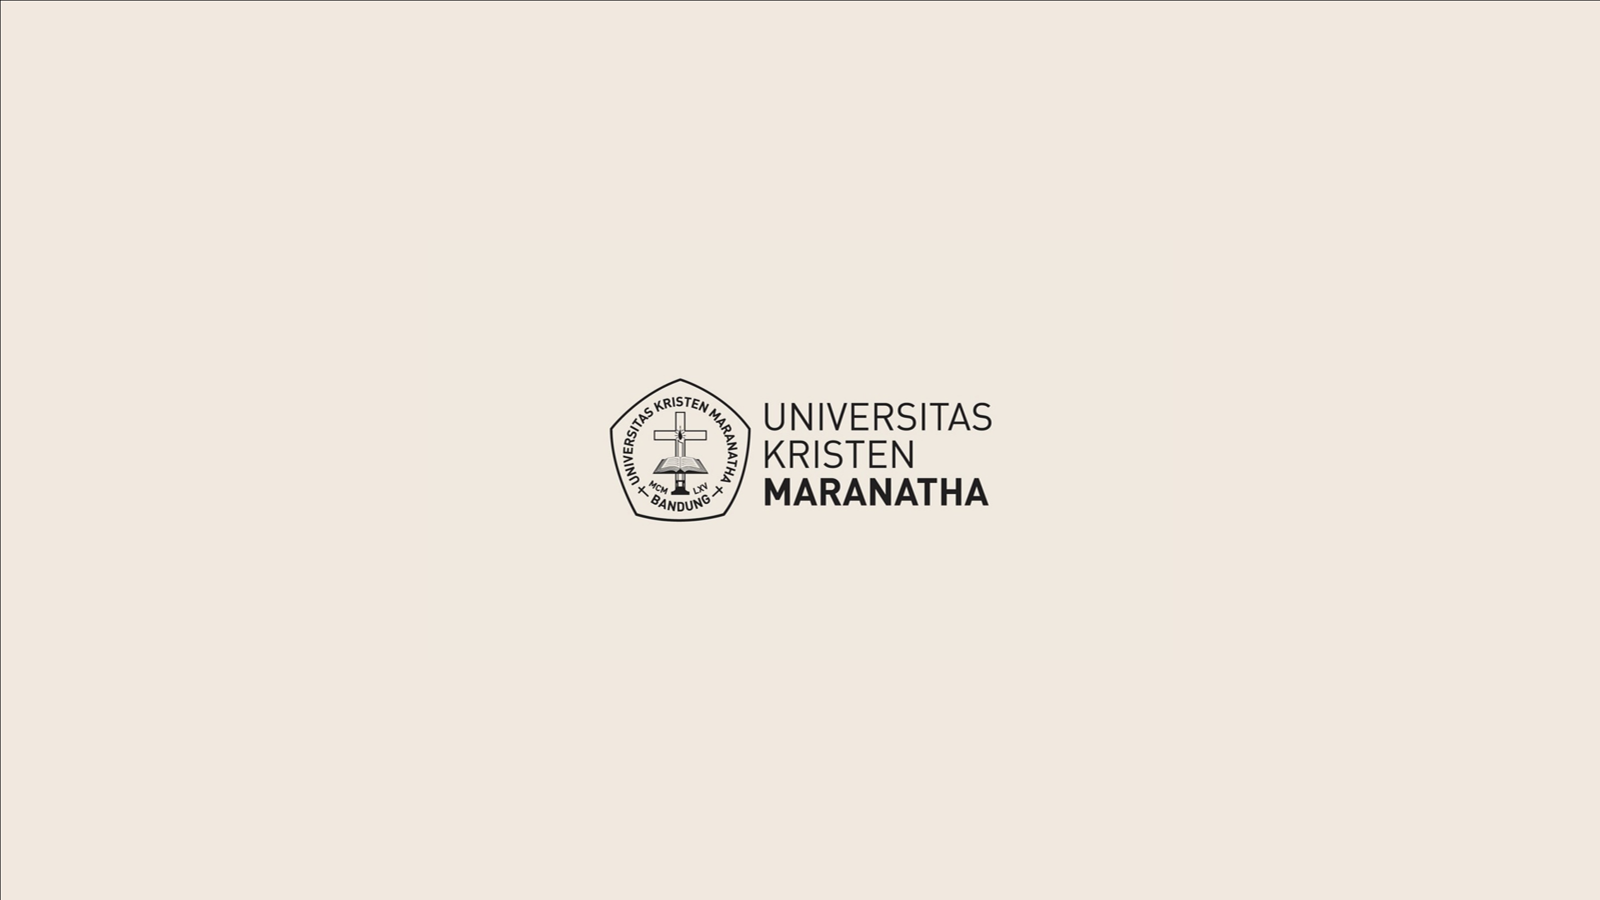 UNIVERSITAS KRISTEN MARANATHA
MCM LXV
BANDUNG
UNIVERSITAS
KRISTEN
MARANATHA